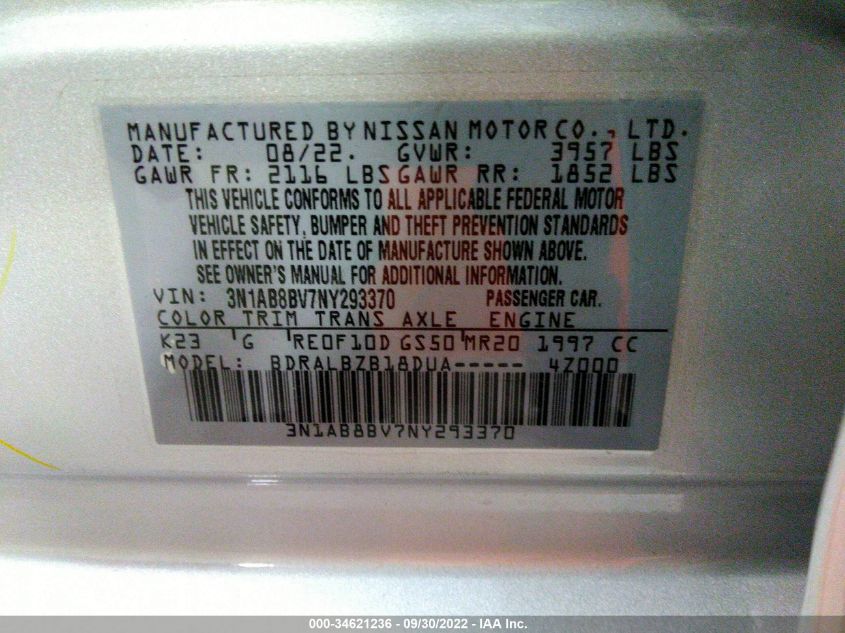 MANUFACTURED BY NISSAN MOTOR CO., LTD.
DATE: 08/22. GVWR: 3957 LBS
GAWR FR: 2116 LBS GAWR RR: 1852 LBS
THIS VEHICLE CONFORMS TO ALL APPLICABLE FEDERAL MOTOR
VEHICLE SAFETY, BUMPER AND THEFT PREVENTION STANDARDS
IN EFFECT ON THE DATE OF MANUFACTURE SHOWN ABOVE.
SEE OWNER'S MANUAL FOR ADDITIONAL INFORMATION.
VIN: 3N1AB8BV7NY293370 PASSENGER CAR.
COLOR TRIM TRANS AXLE ENGINE
K23 G RE0F10D GS50 MR20 1997 CC
MODEL: BDRALBZB18DUA----- 4Z000
3N1AB8BV7NY293370
000-34621236 - 09/30/2022 - IAA Inc.